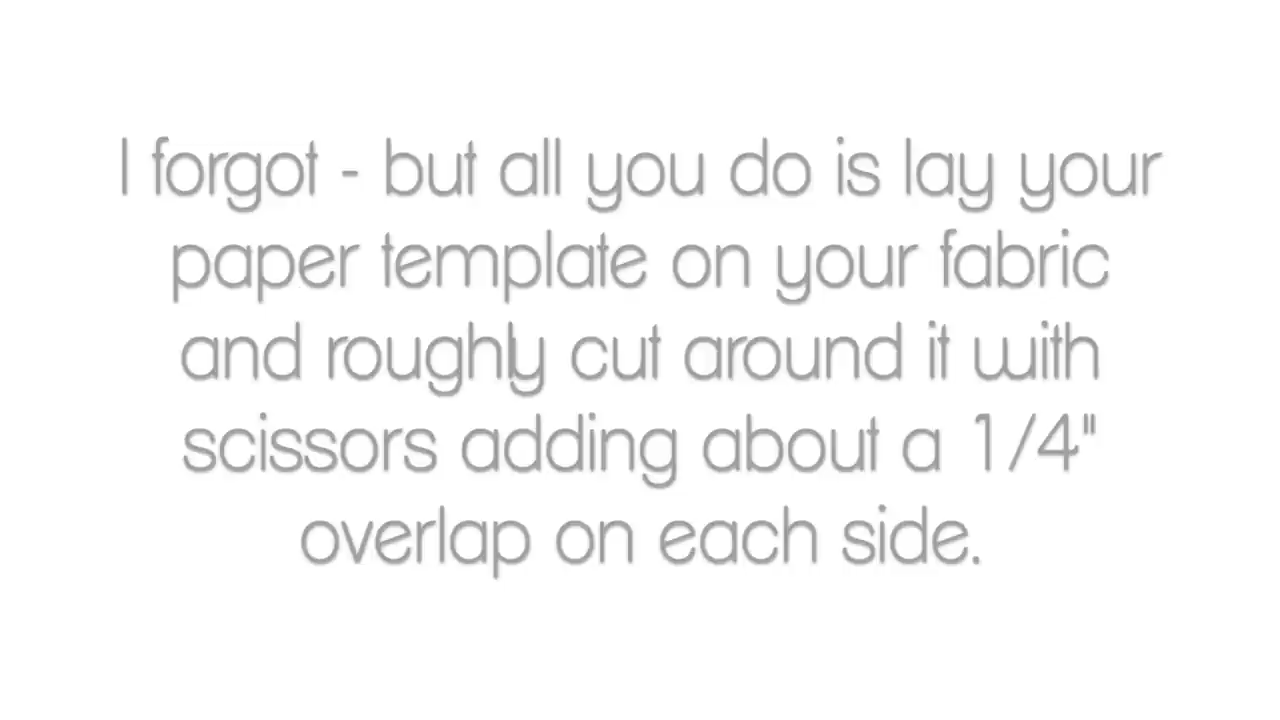 I forgot - but all you do is lay your
paper template on your fabric
and roughly cut around it with
scissors adding about a 1/4"
overlap on each side.